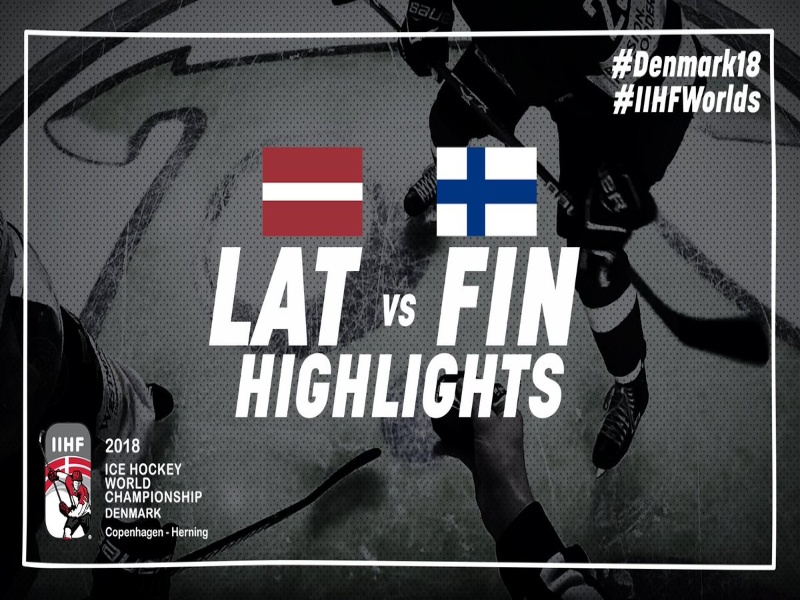 #Denmark18
#IIHFWorlds
LAT vs FIN
HIGHLIGHTS
IIHF
2018
ICE HOCKEY
WORLD
CHAMPIONSHIP
DENMARK
Copenhagen - Herning